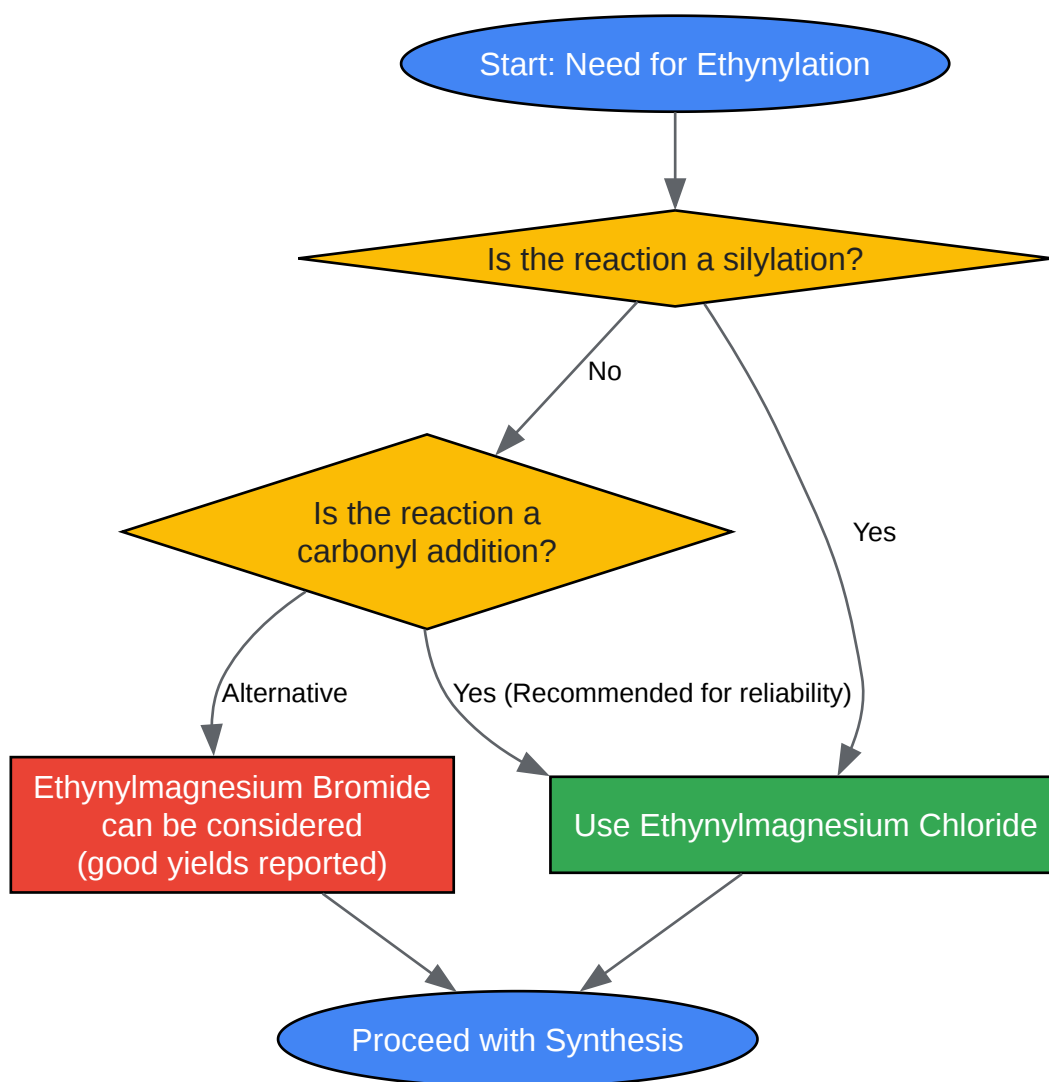 Start: Need for Ethynylation
Is the reaction a silylation?
No
Is the reaction a
carbonyl addition?
Yes
Alternative
Yes (Recommended for reliability)
Ethynylmagnesium Bromide
can be considered
(good yields reported)
Use Ethynylmagnesium Chloride
Proceed with Synthesis